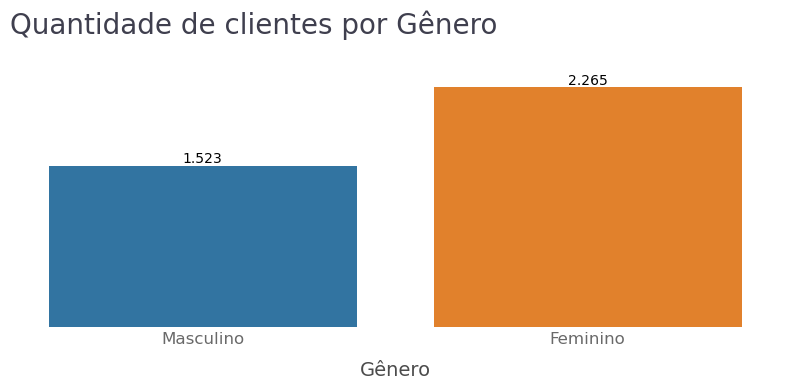 Quantidade de clientes por Gênero
2.265
1.523
Masculino
Feminino
Gênero